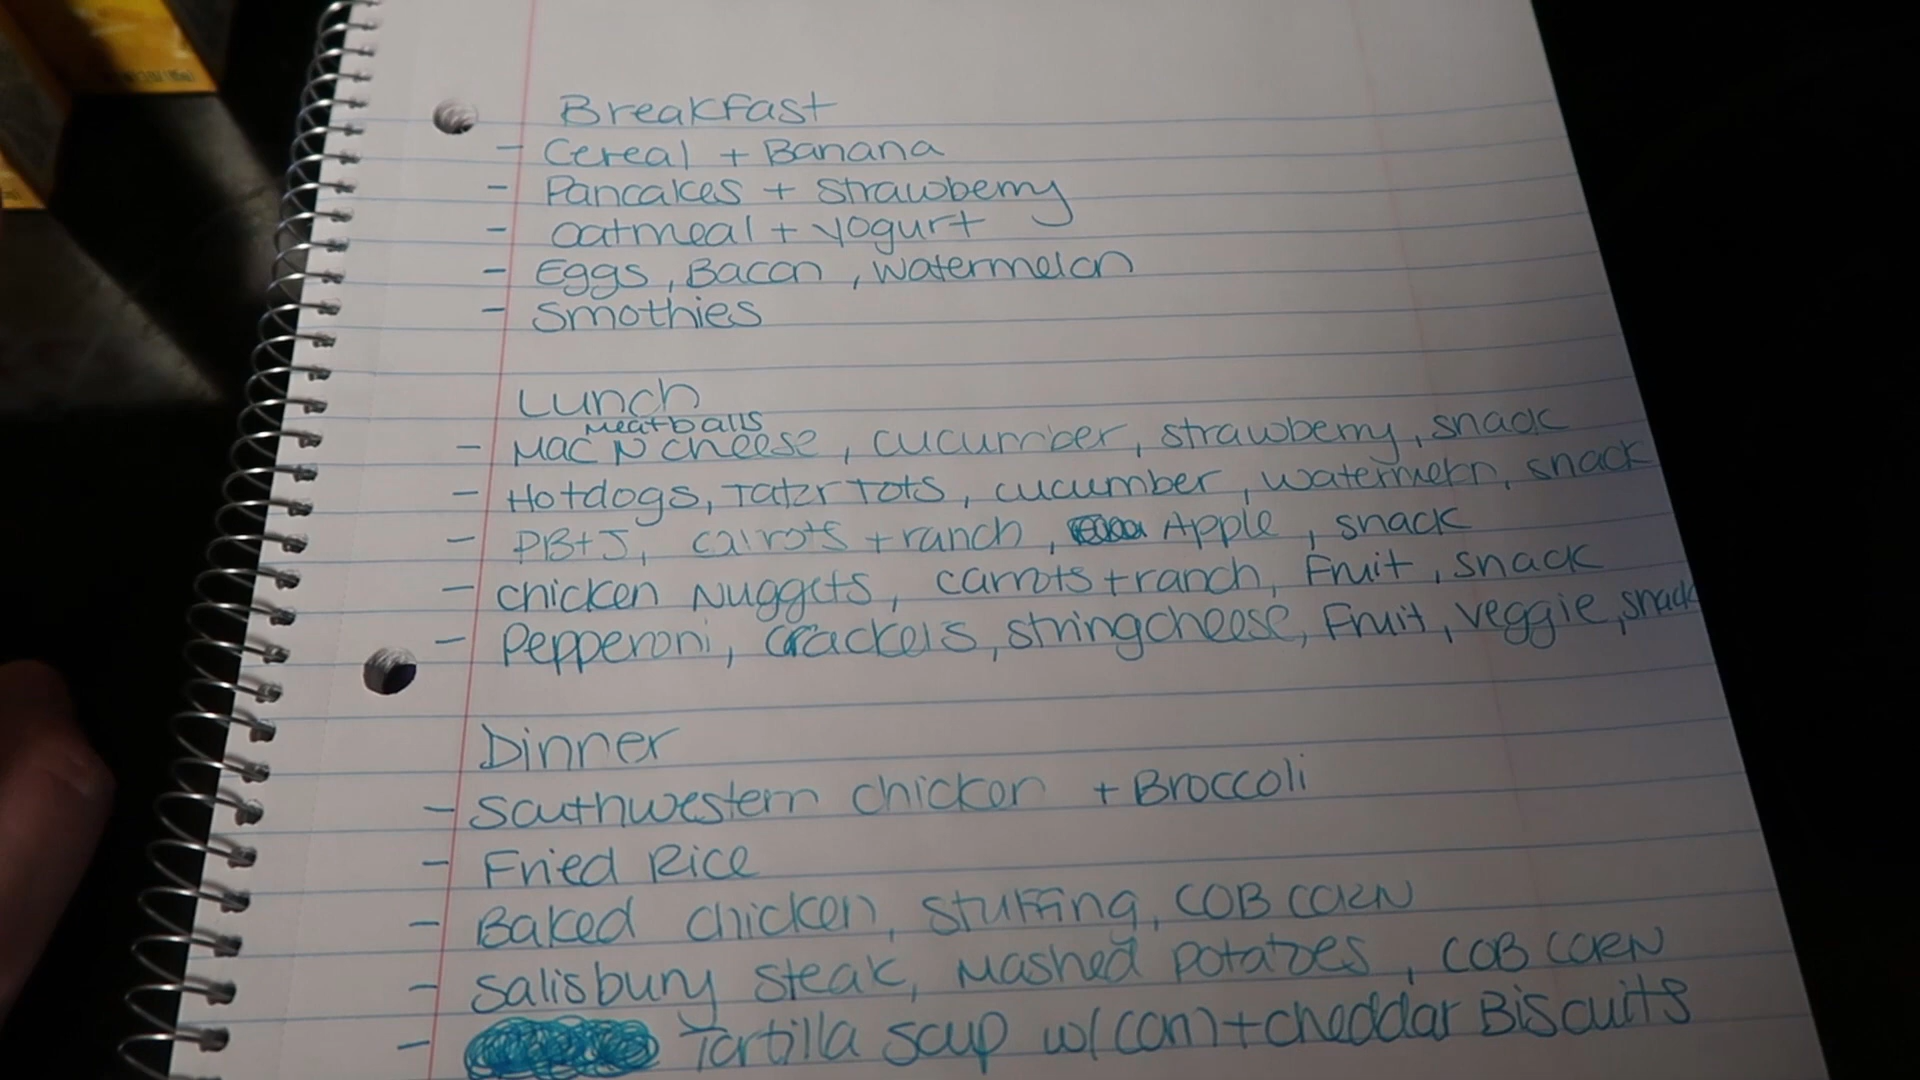 Breakfast
- Cereal + Banana
- Pancakes + Strawberry
- oatmeal + yogurt
- Eggs, Bacon, watermelon
- Smothies
Lunch
meatballs
- Mac N cheese, cucumber, strawberry, snack
- Hotdogs, Tater Tots, cucumber, watermelon, snack
- PB+J, carrots + ranch, Apple, snack
- chicken Nuggets, carrots + ranch, Fruit, snack
- Pepperoni, crackers, stringcheese, Fruit, veggie, snack
Dinner
- Southwestern chicken + Broccoli
- Fried Rice
- Baked chicken, stuffing, COB CORN
- Salisbury steak, Mashed potatoes, COB CORN
- Tortilla soup w/(can) + cheddar Biscuits